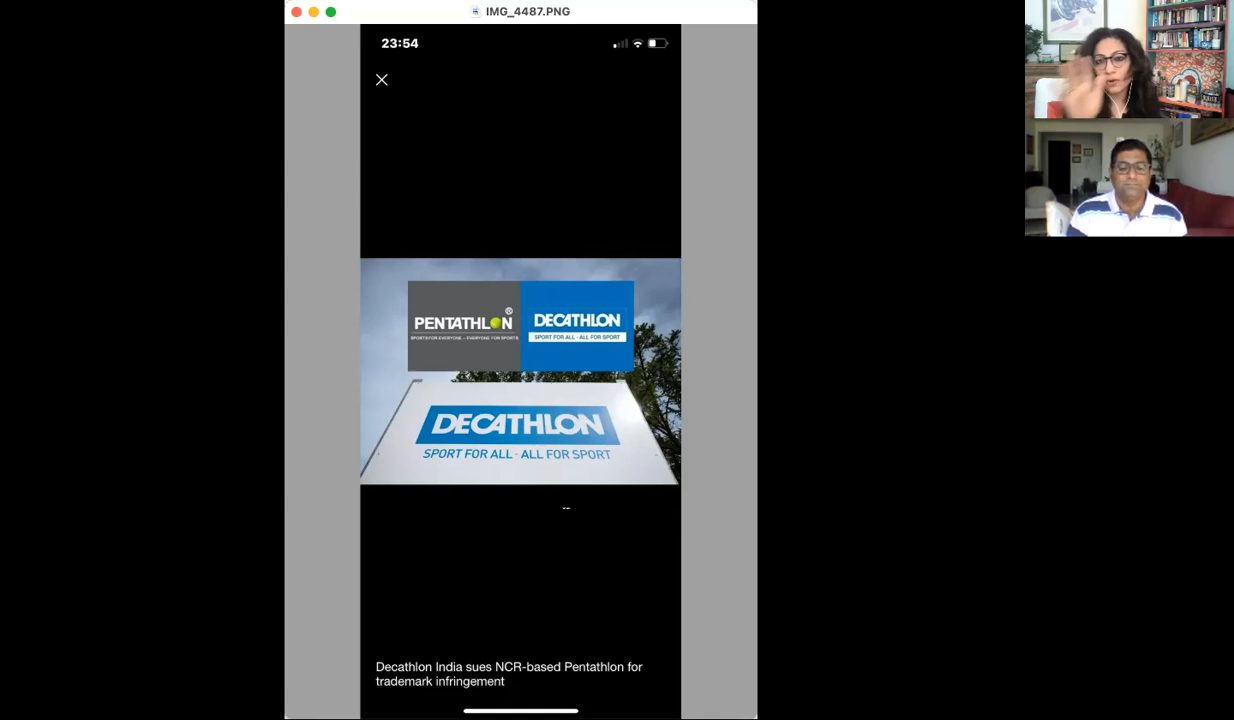 IMG_4487.PNG
23:54
PENTATHLON®
SPORTS FOR EVERYONE - EVERYONE FOR SPORTS
DECATHLON
SPORT FOR ALL · ALL FOR SPORT
DECATHLON
SPORT FOR ALL · ALL FOR SPORT
Decathlon India sues NCR-based Pentathlon for
trademark infringement